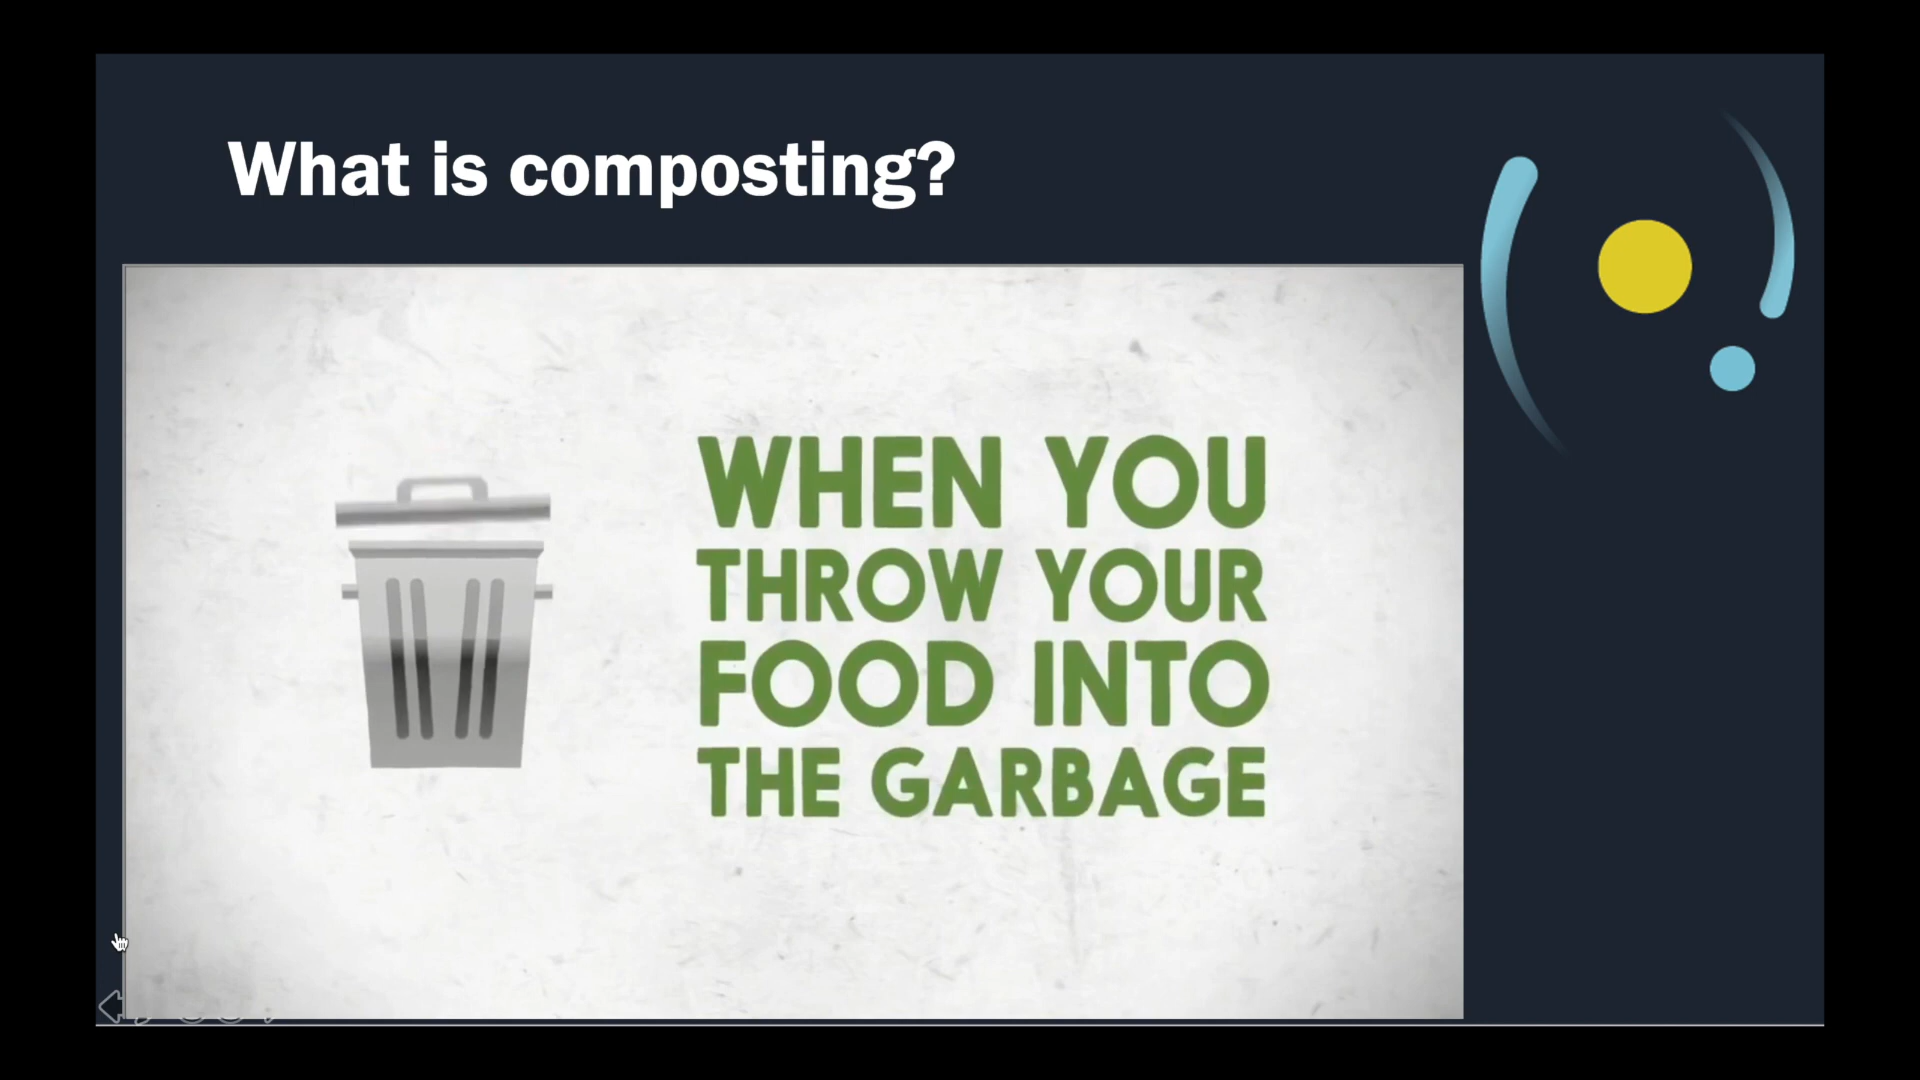 What is composting?
WHEN YOU
THROW YOUR
FOOD INTO
THE GARBAGE